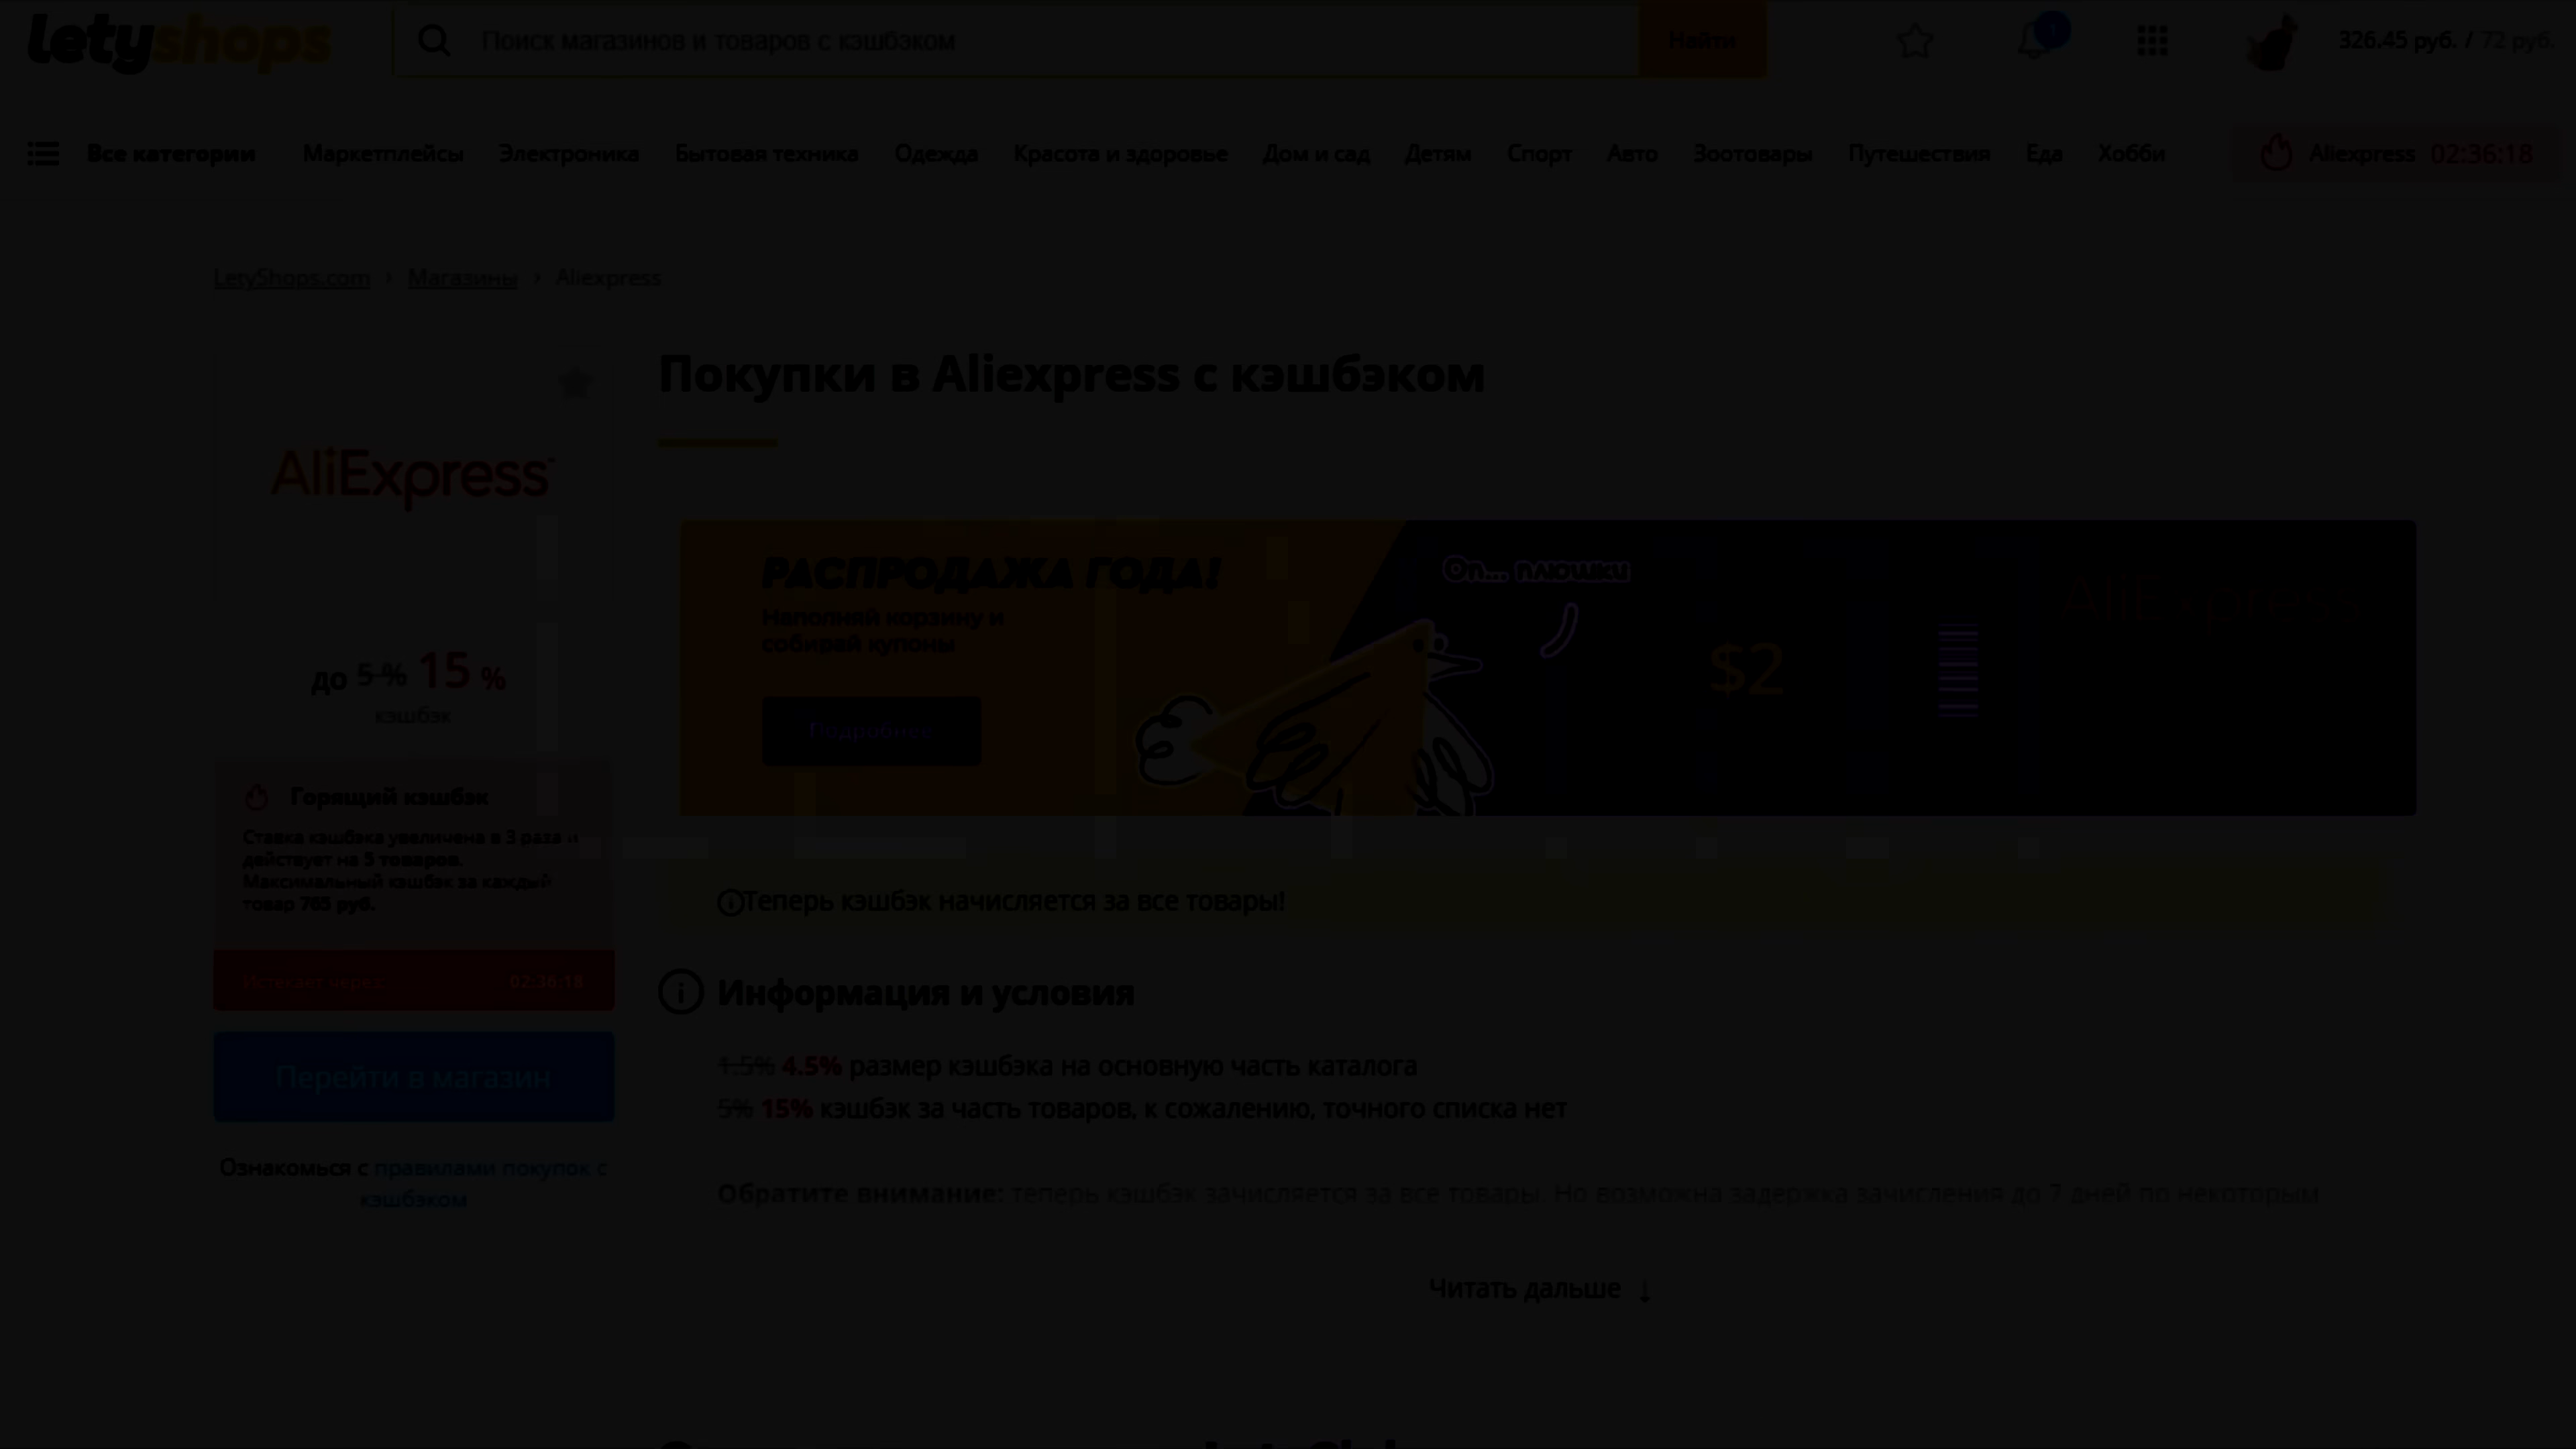 letyshops
Поиск магазинов и товаров с кэшбэком
Найти
326.45 руб. / 72 руб.
Все категории Маркетплейсы Электроника Бытовая техника Одежда Красота и здоровье Дом и сад Детям Спорт Авто Зоотовары Путешествия Еда Хобби
Aliexpress 02:36:18
LetyShops.com › Магазины › Aliexpress
Покупки в Aliexpress с кэшбэком
AliExpress
до 5 % 15 %
кэшбэк
Горящий кэшбэк
Ставка кэшбэка увеличена в 3 раза и
действует на 5 товаров.
Максимальный кэшбэк за каждый
товар 765 руб.
Истекает через 02:36:18
Перейти в магазин
Ознакомься с правилами покупок с
кэшбэком
РАСПРОДАЖА ГОДА!
Наполняй корзину и
собирай купоны
Подробнее
Оп... плюшки
$2
AliExpress
Теперь кэшбэк начисляется за все товары!
Информация и условия
1.5% 4.5% размер кэшбэка на основную часть каталога
5% 15% кэшбэк за часть товаров, к сожалению, точного списка нет
Обратите внимание: теперь кэшбэк зачисляется за все товары. Но возможна задержка зачисления до 7 дней по некоторым
Читать дальше ↓